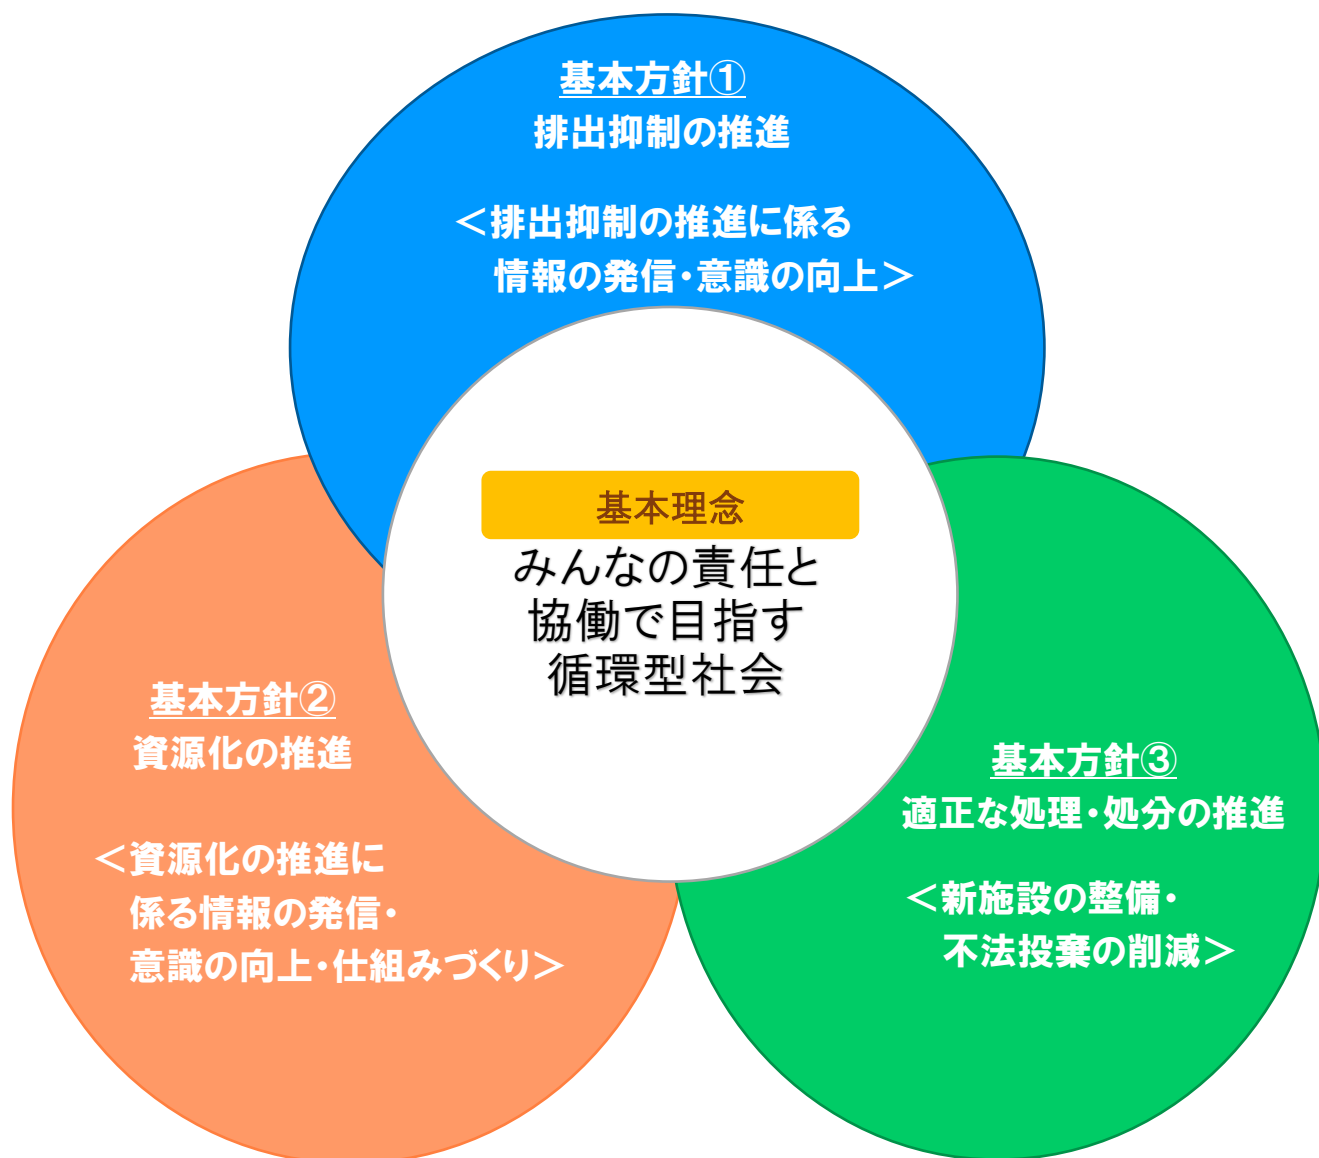 基本方針①
排出抑制の推進
＜排出抑制の推進に係る
情報の発信・意識の向上＞
基本理念
みんなの責任と
協働で目指す
循環型社会
基本方針②
資源化の推進
＜資源化の推進に
係る情報の発信・
意識の向上・仕組みづくり＞
基本方針③
適正な処理・処分の推進
＜新施設の整備・
不法投棄の削減＞